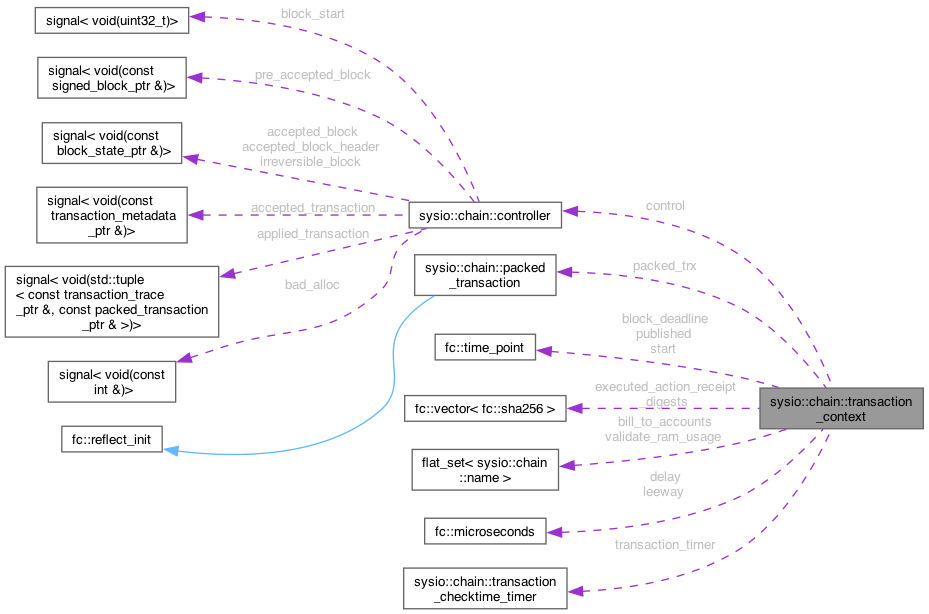 signal< void(uint32_t)>
block_start
signal< void(const
signed_block_ptr &)>
pre_accepted_block
signal< void(const
block_state_ptr &)>
accepted_block
accepted_block_header
irreversible_block
signal< void(const
transaction_metadata
_ptr &)>
accepted_transaction
signal< void(std::tuple
< const transaction_trace
_ptr &, const packed_transaction
_ptr & >)>
applied_transaction
signal< void(const
int &)>
bad_alloc
fc::reflect_init
sysio::chain::controller
control
sysio::chain::packed
_transaction
packed_trx
fc::time_point
block_deadline
published
start
fc::vector< fc::sha256 >
executed_action_receipt
_digests
flat_set< sysio::chain
::name >
bill_to_accounts
validate_ram_usage
fc::microseconds
delay
leeway
sysio::chain::transaction
_checktime_timer
transaction_timer
sysio::chain::transaction
_context